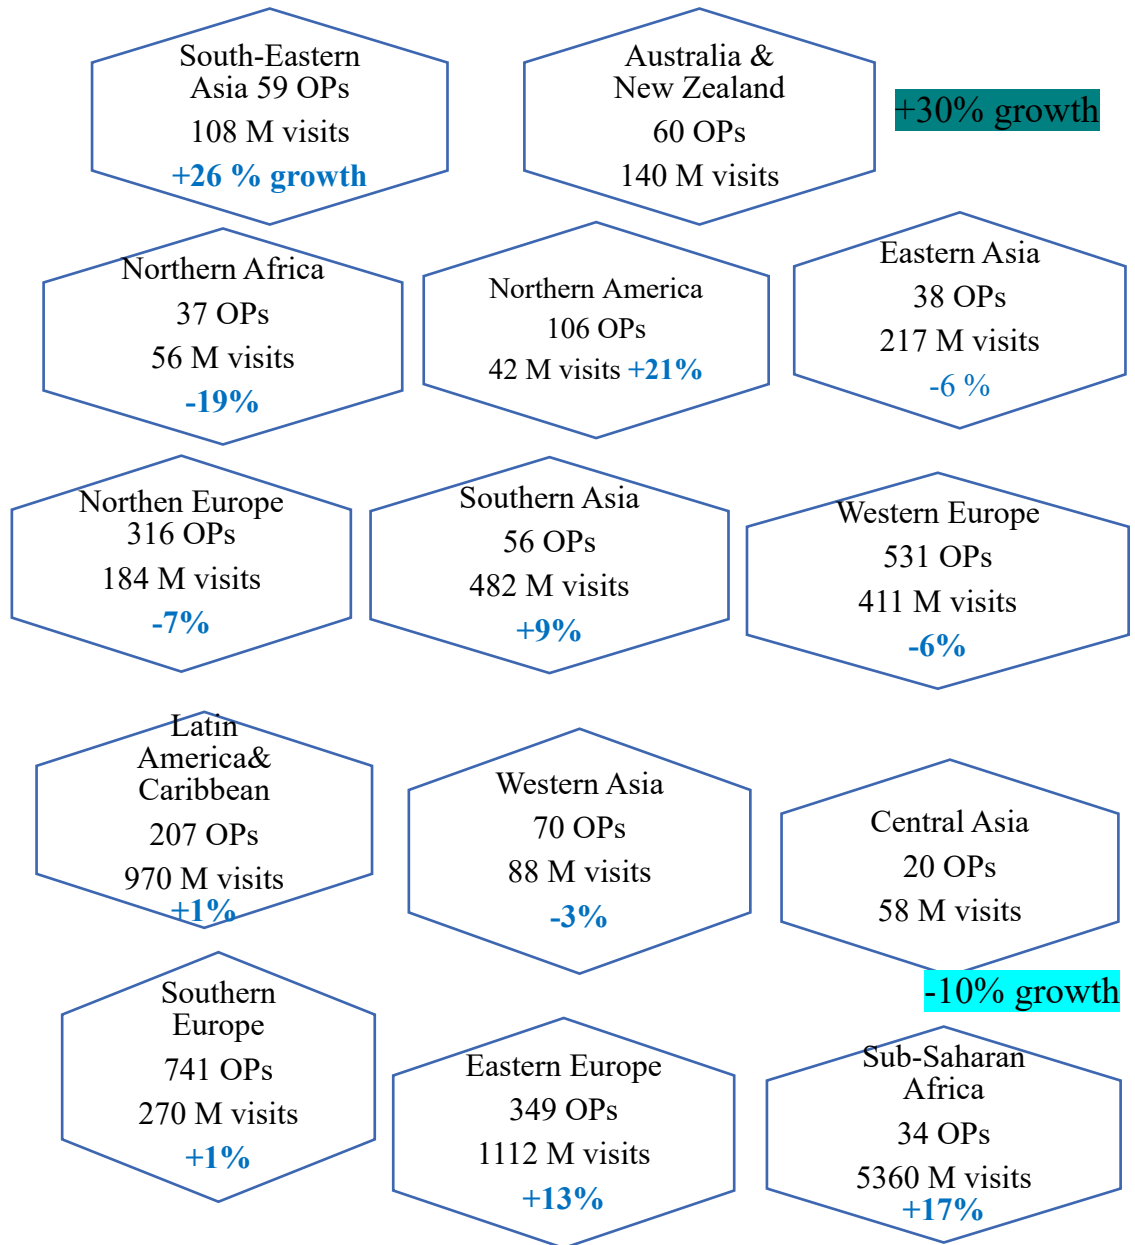 South-Eastern
Asia 59 OPs
108 M visits
+26 % growth
Australia &
New Zealand
60 OPs
140 M visits
+30% growth
Northern Africa
37 OPs
56 M visits
-19%
Northern America
106 OPs
42 M visits +21%
Eastern Asia
38 OPs
217 M visits
-6 %
Northen Europe
316 OPs
184 M visits
-7%
Southern Asia
56 OPs
482 M visits
+9%
Western Europe
531 OPs
411 M visits
-6%
Latin
America&
Caribbean
207 OPs
970 M visits
+1%
Western Asia
70 OPs
88 M visits
-3%
Central Asia
20 OPs
58 M visits
-10% growth
Southern
Europe
741 OPs
270 M visits
+1%
Eastern Europe
349 OPs
1112 M visits
+13%
Sub-Saharan
Africa
34 OPs
5360 M visits
+17%